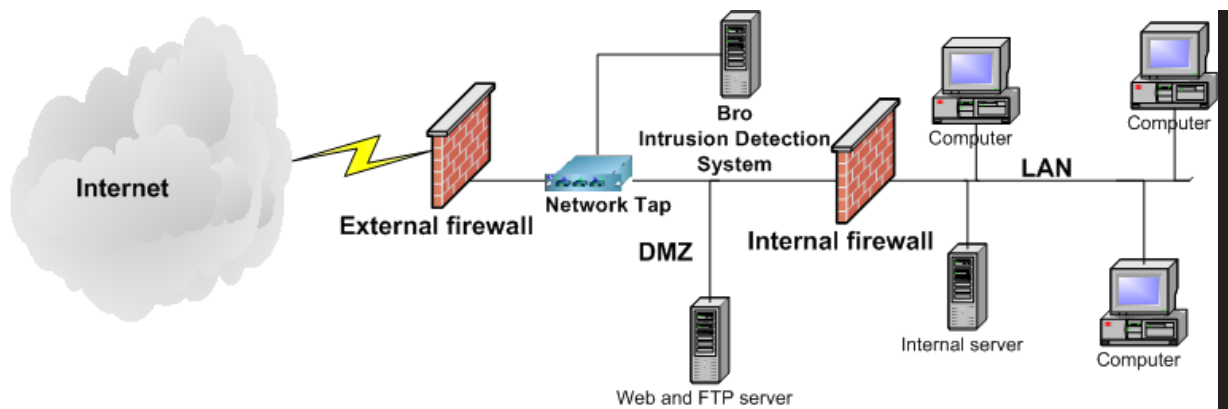 Internet
External firewall
Network Tap
Bro
Intrusion Detection
System
DMZ
Web and FTP server
Internal firewall
Computer
LAN
Computer
Internal server
Computer